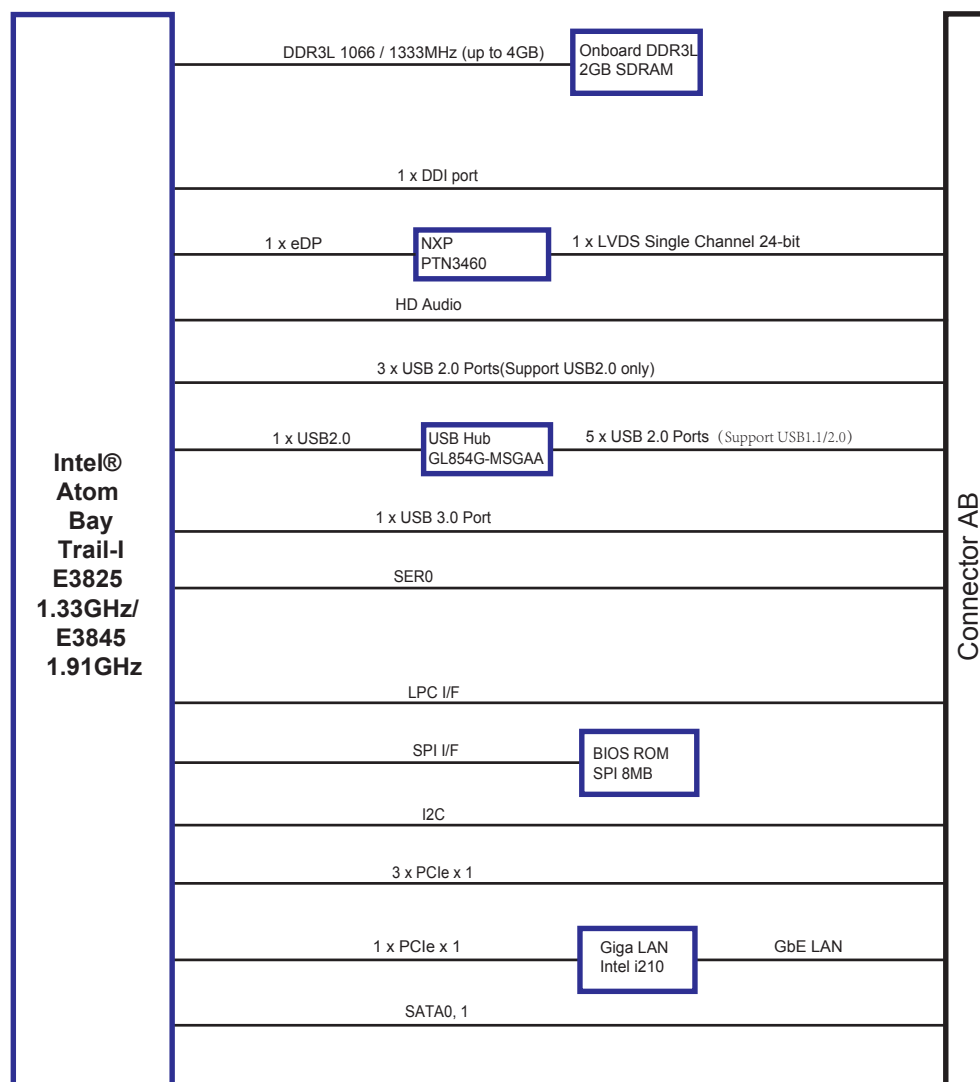 DDR3L 1066 / 1333MHz (up to 4GB)
Onboard DDR3L
2GB SDRAM
1 x DDI port
1 x eDP
NXP
PTN3460
1 x LVDS Single Channel 24-bit
HD Audio
3 x USB 2.0 Ports(Support USB2.0 only)
1 x USB2.0
USB Hub
GL854G-MSGAA
5 x USB 2.0 Ports（Support USB1.1/2.0）
Intel®
Atom
Bay
Trail-I
E3825
1.33GHz/
E3845
1.91GHz
1 x USB 3.0 Port
SER0
Connector AB
LPC I/F
SPI I/F
BIOS ROM
SPI 8MB
I2C
3 x PCIe x 1
1 x PCIe x 1
Giga LAN
Intel i210
GbE LAN
SATA0, 1